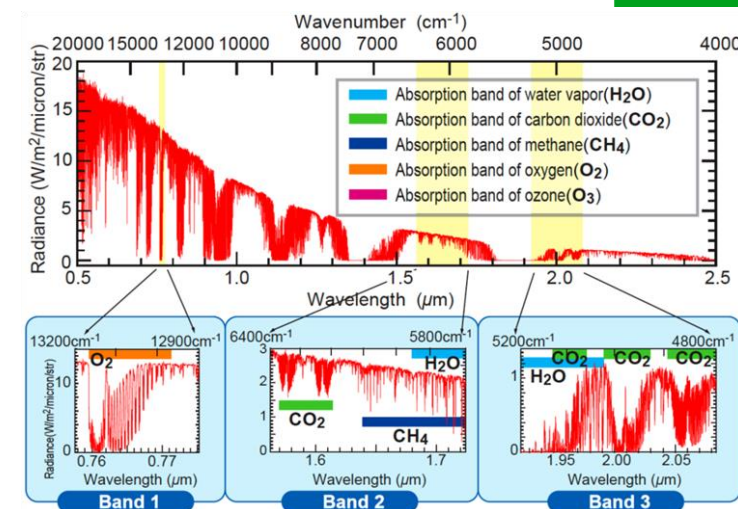 Wavenumber (cm-1)
20000 15000 12000 10000 8000 7000 6000 5000 4000
20
15
10
5
0
Radiance (W/m2/micron/str)
Absorption band of water vapor(H2O)
Absorption band of carbon dioxide(CO2)
Absorption band of methane(CH4)
Absorption band of oxygen(O2)
Absorption band of ozone(O3)
0.5 1.0 1.5 2.0 2.5
Wavelength (μm)
13200cm-1 12900cm-1
O2
10
0
Radiance(W/m2/micron/str)
0.76 0.77
Wavelength (μm)
Band 1
6400cm-1 5800cm-1
3
2
1
0
H2O
CO2
CH4
1.6 1.7
Wavelength (μm)
Band 2
5200cm-1 4800cm-1
CO2 CO2 CO2
H2O
1
0
1.95 2.00 2.05
Wavelength (μm)
Band 3